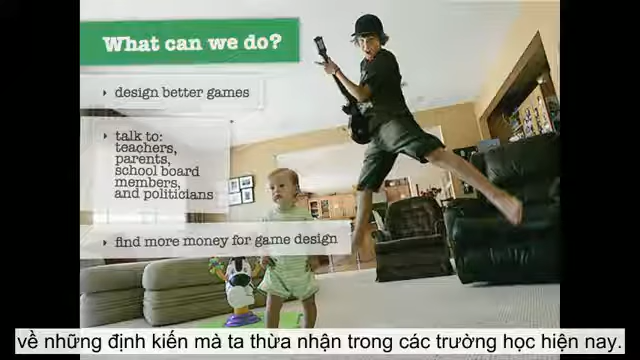 What can we do?
‣ design better games
‣ talk to:
teachers,
parents,
school board
members,
and politicians
‣ find more money for game design
về những định kiến mà ta thừa nhận trong các trường học hiện nay.